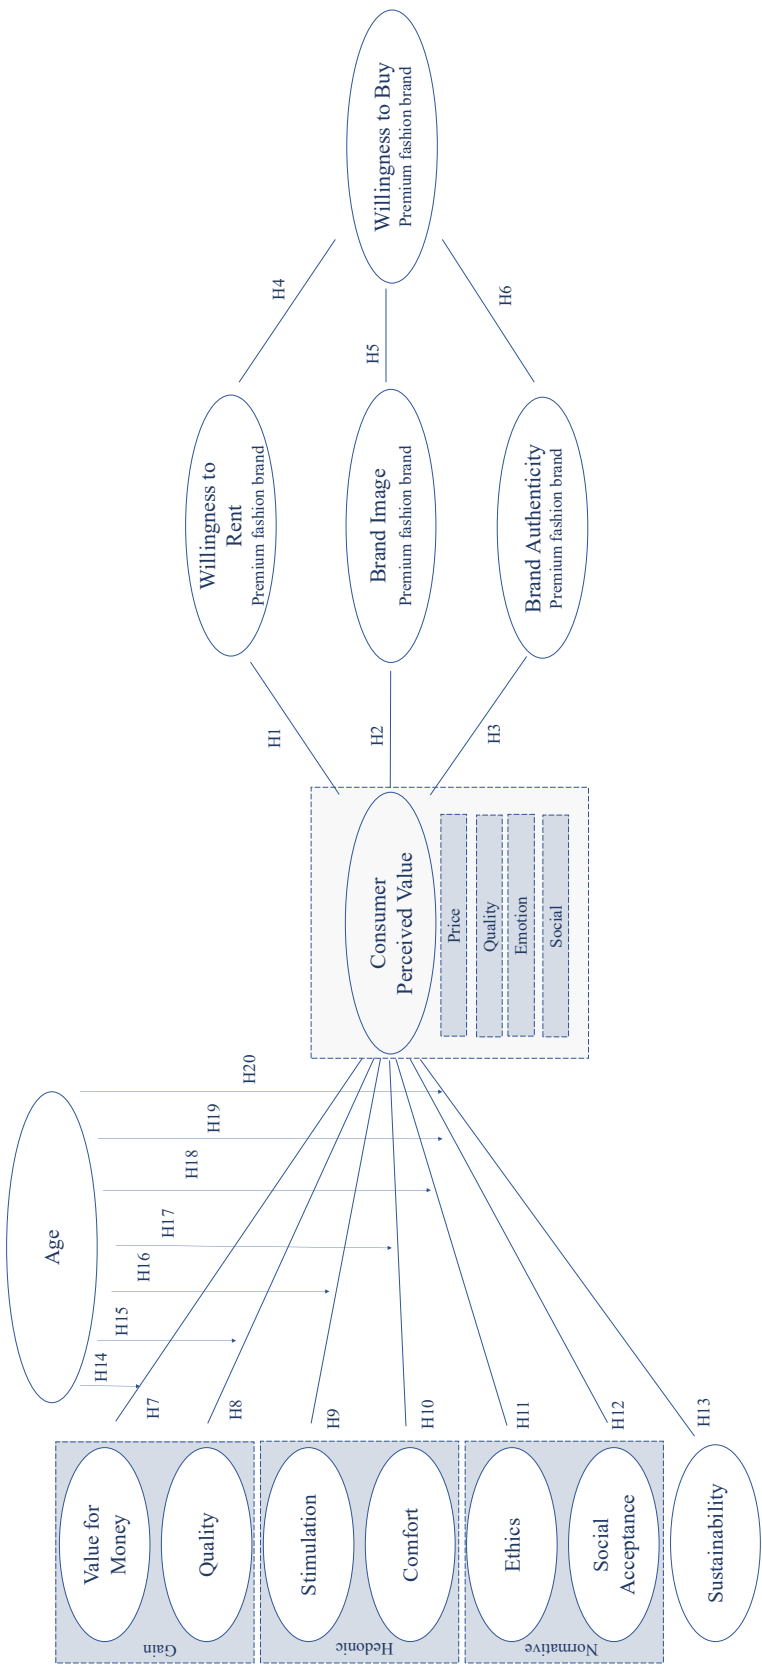 Age
Gain
Value for
Money
Quality
Hedonic
Stimulation
Comfort
Normative
Ethics
Social
Acceptance
Sustainability
H14
H15
H16
H17
H18
H19
H20
H7
H8
H9
H10
H11
H12
H13
Consumer
Perceived Value
Price
Quality
Emotion
Social
H1
H2
H3
Willingness to
Rent
Premium fashion brand
Brand Image
Premium fashion brand
Brand Authenticity
Premium fashion brand
H4
H5
H6
Willingness to Buy
Premium fashion brand